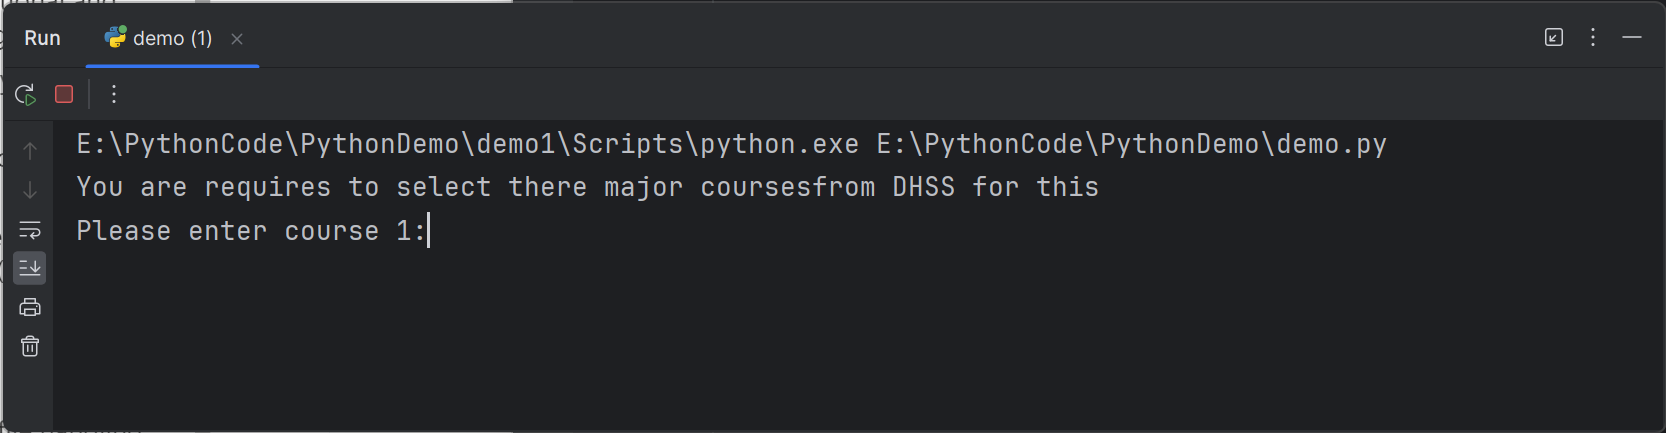 Run demo (1)
E:\PythonCode\PythonDemo\demo1\Scripts\python.exe E:\PythonCode\PythonDemo\demo.py
You are requires to select there major coursesfrom DHSS for this
Please enter course 1: